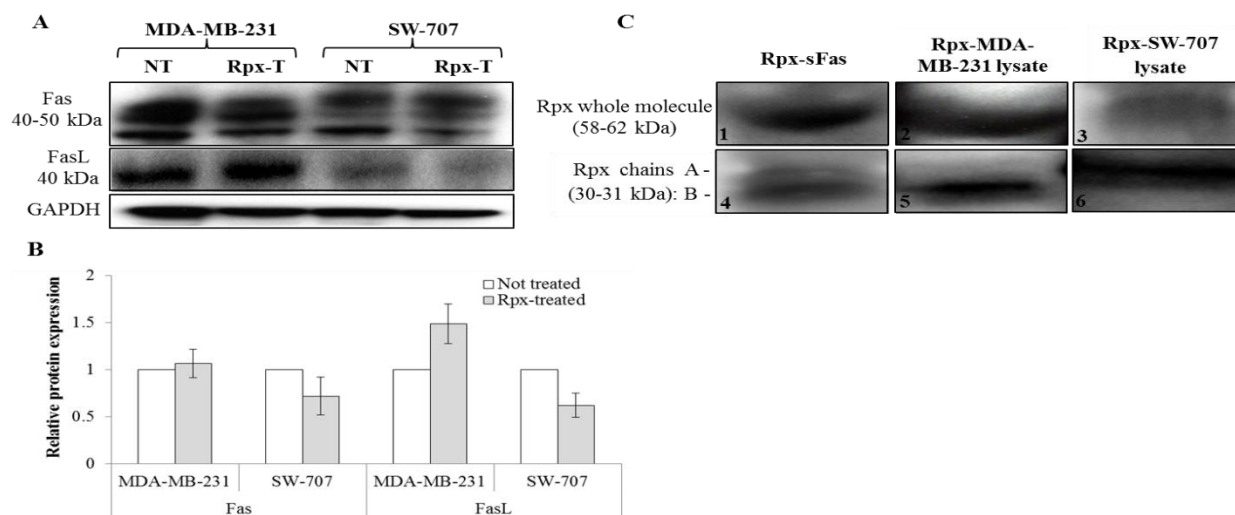 A
MDA-MB-231 SW-707
NT Rpx-T NT Rpx-T
Fas
40-50 kDa
FasL
40 kDa
GAPDH
B
2
1.5
1
0.5
0
Relative protein expression
Not treated
Rpx-treated
MDA-MB-231 SW-707 MDA-MB-231 SW-707
Fas FasL
C
Rpx-sFas
Rpx-MDA-
MB-231 lysate
Rpx-SW-707
lysate
Rpx whole molecule
(58-62 kDa)
1 2 3
Rpx chains A -
(30-31 kDa): B -
4 5 6